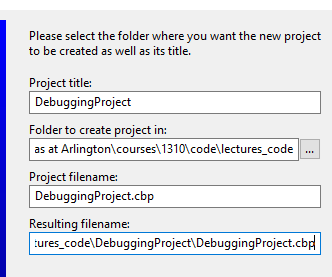 Please select the folder where you want the new project
to be created as well as its title.
Project title:
DebuggingProject
Folder to create project in:
as at Arlington\courses\1310\code\lectures_code
...
Project filename:
DebuggingProject.cbp
Resulting filename:
:ures_code\DebuggingProject\DebuggingProject.cbp